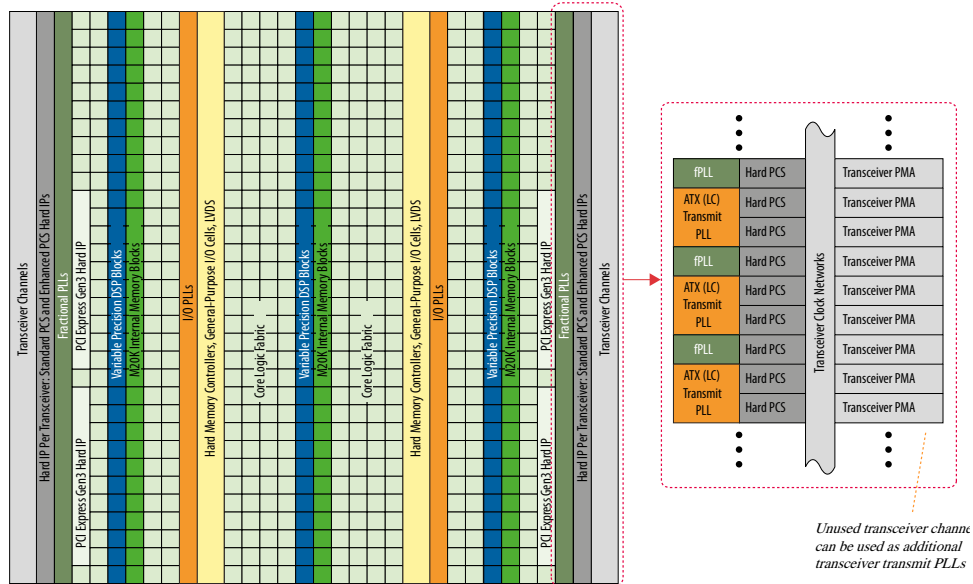 Transceiver Channels
Hard IP Per Transceiver: Standard PCS and Enhanced PCS Hard IPs
Fractional PLLs
PCI Express Gen3 Hard IP
PCI Express Gen3 Hard IP
Variable Precision DSP Blocks
M20K Internal Memory Blocks
I/O PLLs
Hard Memory Controllers, General-Purpose I/O Cells, LVDS
Core Logic Fabric
Variable Precision DSP Blocks
M20K Internal Memory Blocks
Core Logic Fabric
Hard Memory Controllers, General-Purpose I/O Cells, LVDS
I/O PLLs
Variable Precision DSP Blocks
M20K Internal Memory Blocks
PCI Express Gen3 Hard IP
PCI Express Gen3 Hard IP
Fractional PLLs
Hard IP Per Transceiver: Standard PCS and Enhanced PCS Hard IPs
Transceiver Channels
fPLL
ATX (LC)
Transmit
PLL
fPLL
ATX (LC)
Transmit
PLL
fPLL
ATX (LC)
Transmit
PLL
Hard PCS
Hard PCS
Hard PCS
Hard PCS
Hard PCS
Hard PCS
Hard PCS
Hard PCS
Hard PCS
Transceiver Clock Networks
Transceiver PMA
Transceiver PMA
Transceiver PMA
Transceiver PMA
Transceiver PMA
Transceiver PMA
Transceiver PMA
Transceiver PMA
Transceiver PMA
Unused transceiver
can be used as additional
transceiver transmit PLLs